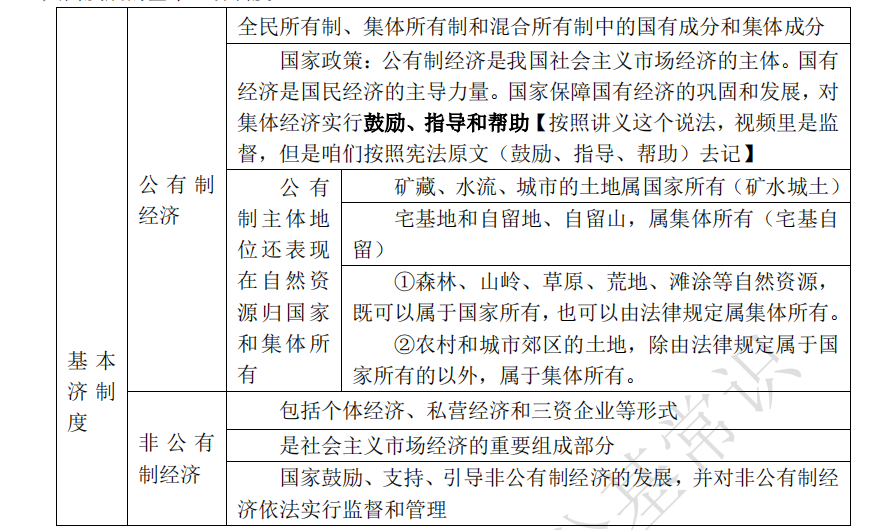 全民所有制、集体所有制和混合所有制中的国有成分和集体成分
国家政策：公有制经济是我国社会主义市场经济的主体。国有
经济是国民经济的主导力量。国家保障国有经济的巩固和发展，对
集体经济实行鼓励、指导和帮助【按照讲义这个说法，视频里是监
督，但是咱们按照宪法原文（鼓励、指导、帮助）去记】
公有制
经济
公有
制主体地
位还表现
在自然资
源归国家
和集体所
有
矿藏、水流、城市的土地属国家所有（矿水城土）
宅基地和自留地、自留山，属集体所有（宅基自
留）
①森林、山岭、草原、荒地、滩涂等自然资源，
既可以属于国家所有，也可以由法律规定属集体所有。
②农村和城市郊区的土地，除由法律规定属于国
家所有的以外，属于集体所有。
基本
济制
度
非公有
制经济
包括个体经济、私营经济和三资企业等形式
是社会主义市场经济的重要组成部分
国家鼓励、支持、引导非公有制经济的发展，并对非公有制经
济依法实行监督和管理
基常识